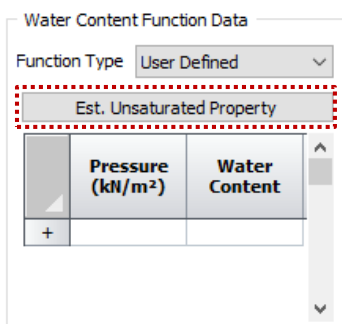 Water Content Function Data
Function Type User Defined
Est. Unsaturated Property
Pressure Water
(kN/m²) Content
+